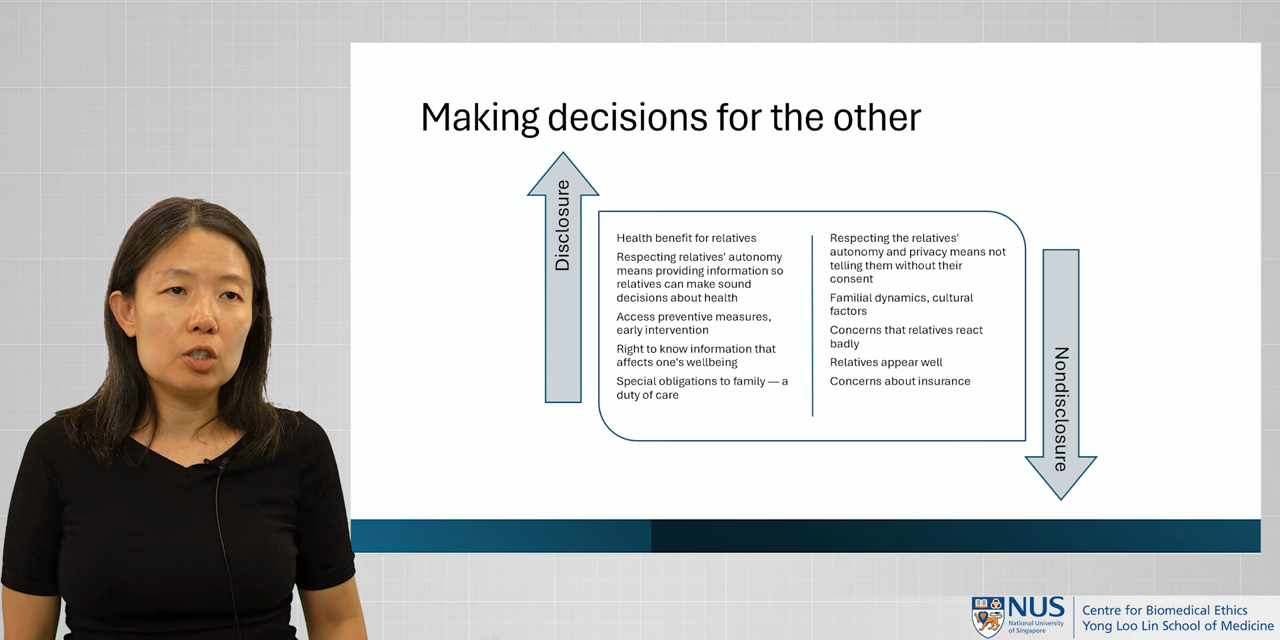 Making decisions for the other
Disclosure
Health benefit for relatives
Respecting relatives' autonomy
means providing information so
relatives can make sound
decisions about health
Access preventive measures,
early intervention
Right to know information that
affects one's wellbeing
Special obligations to family — a
duty of care
Respecting the relatives'
autonomy and privacy means not
telling them without their
consent
Familial dynamics, cultural
factors
Concerns that relatives react
badly
Relatives appear well
Concerns about insurance
Nondisclosure
NUS
National University
of Singapore
Centre for Biomedical Ethics
Yong Loo Lin School of Medicine